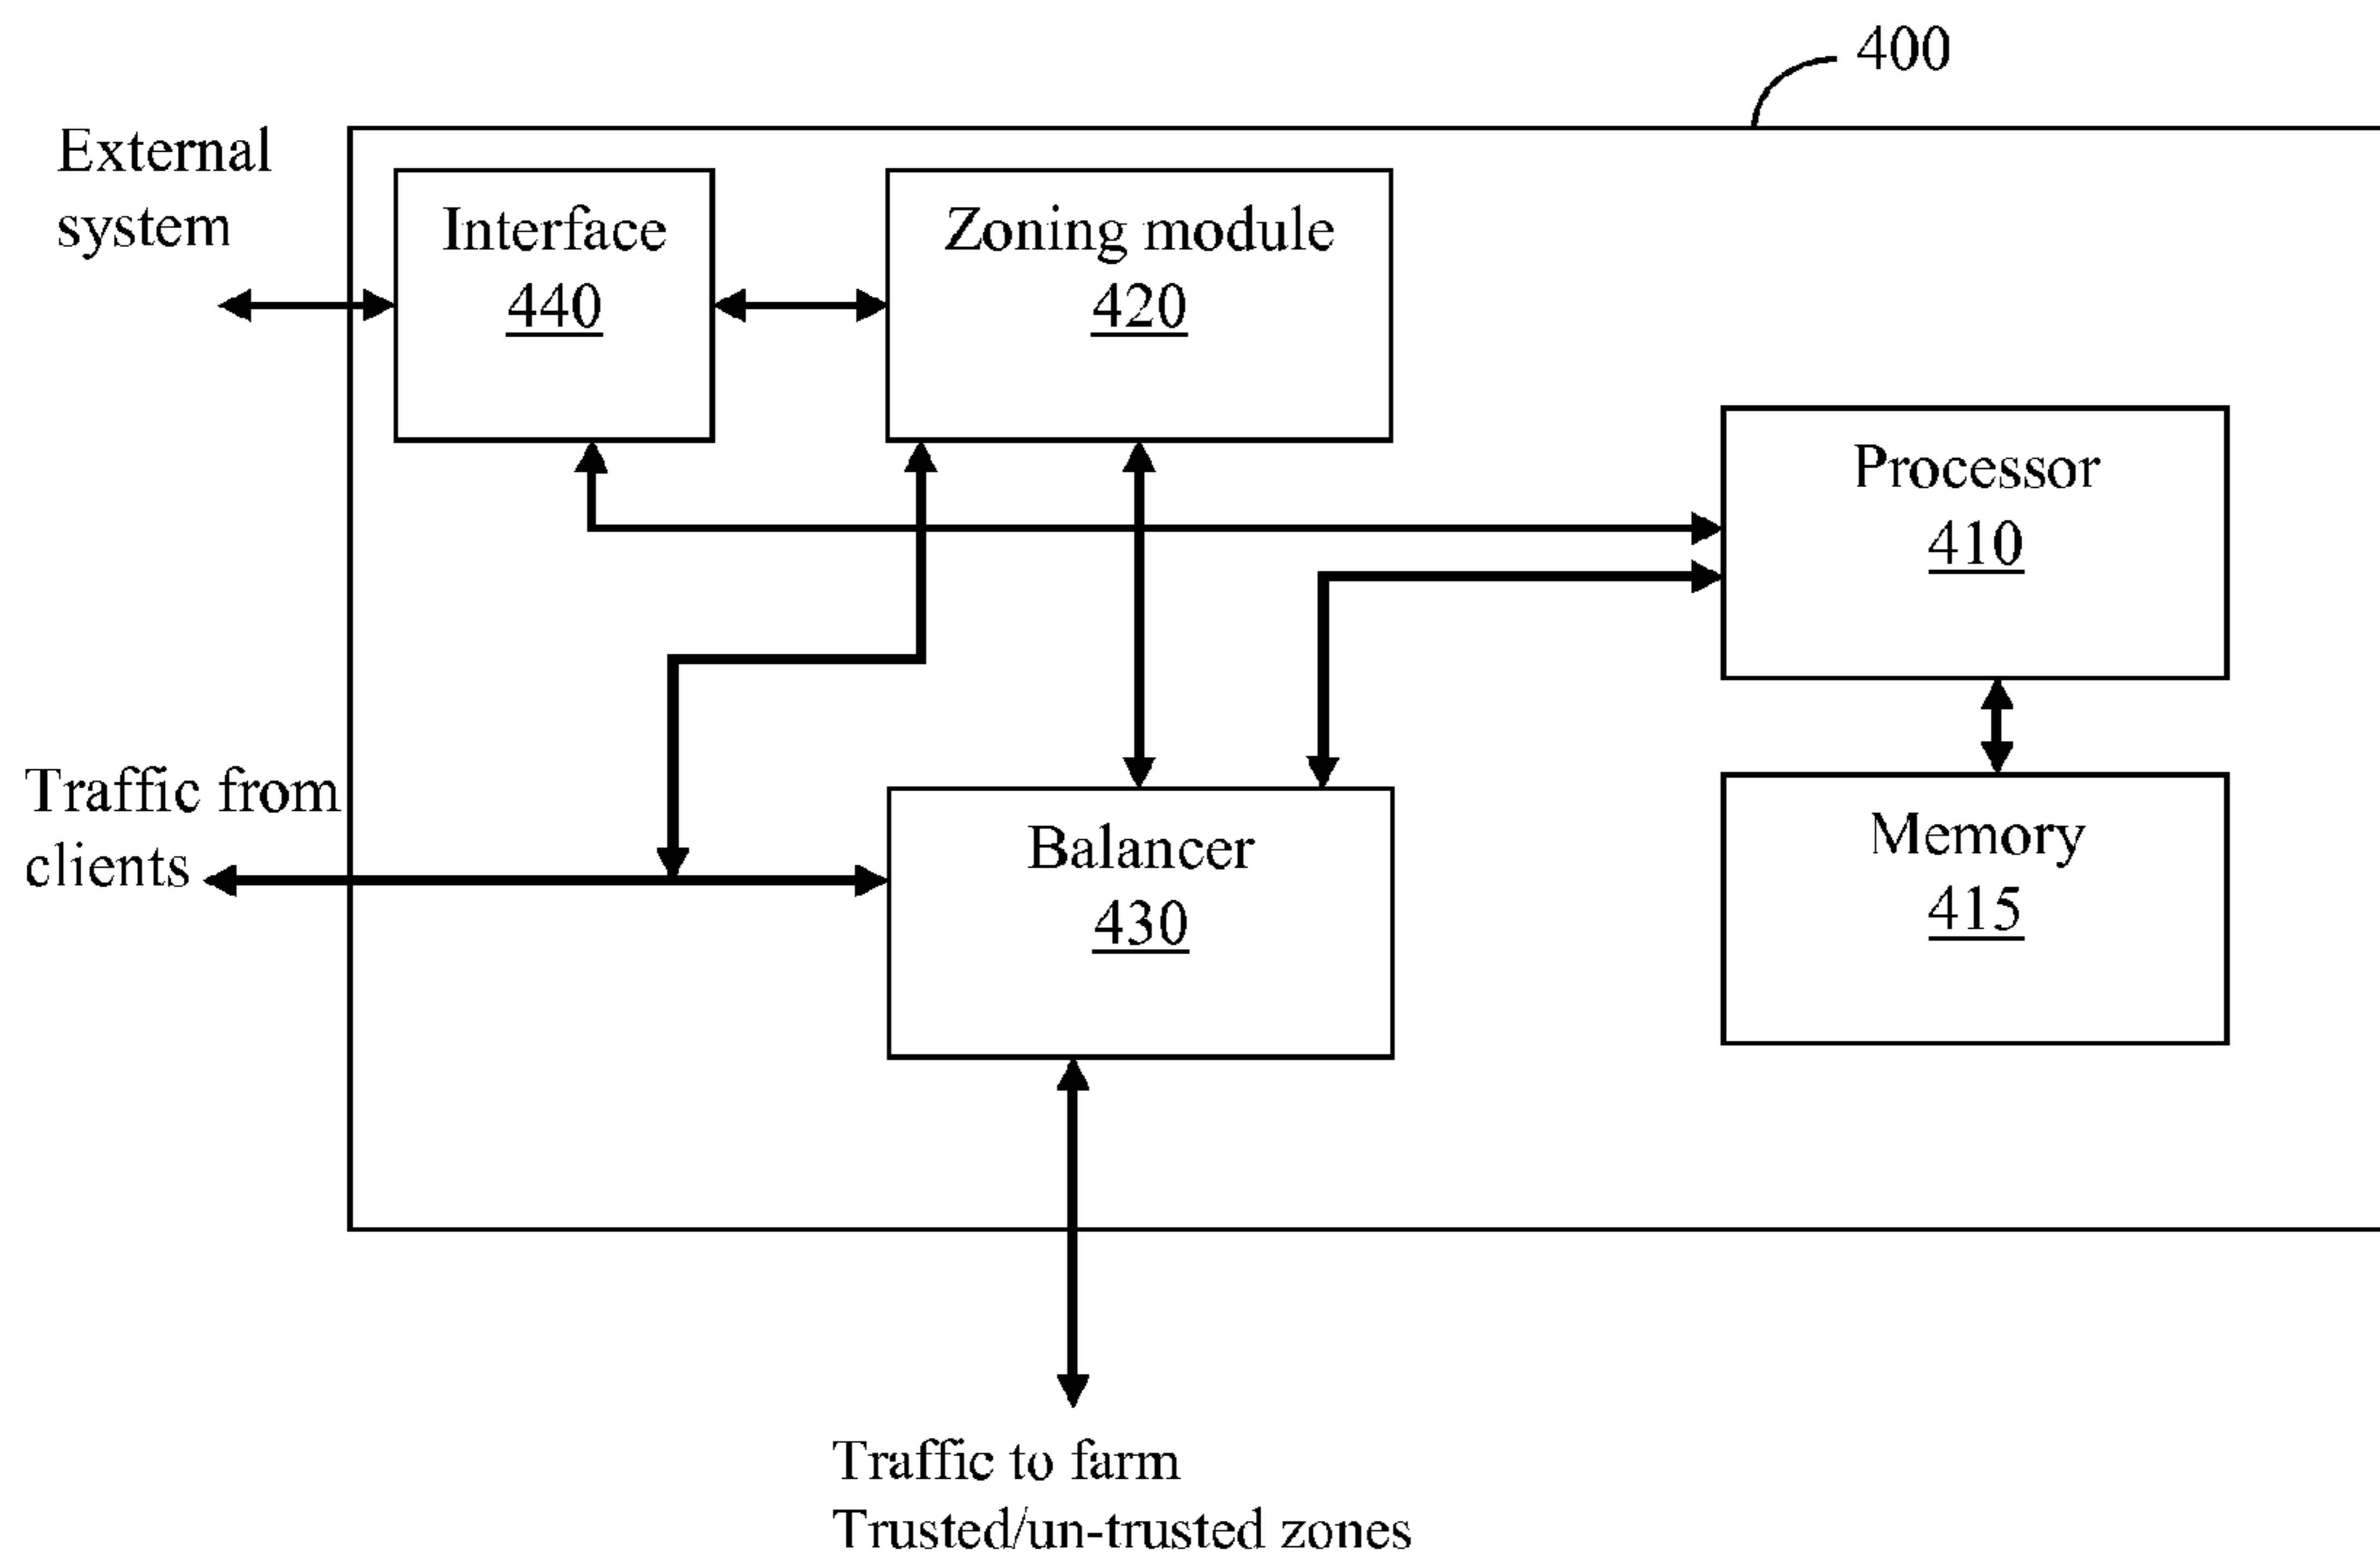 400
External
system
Interface
440
Zoning module
420
Processor
410
Traffic from
clients
Balancer
430
Memory
415
Traffic to farm
Trusted/un-trusted zones